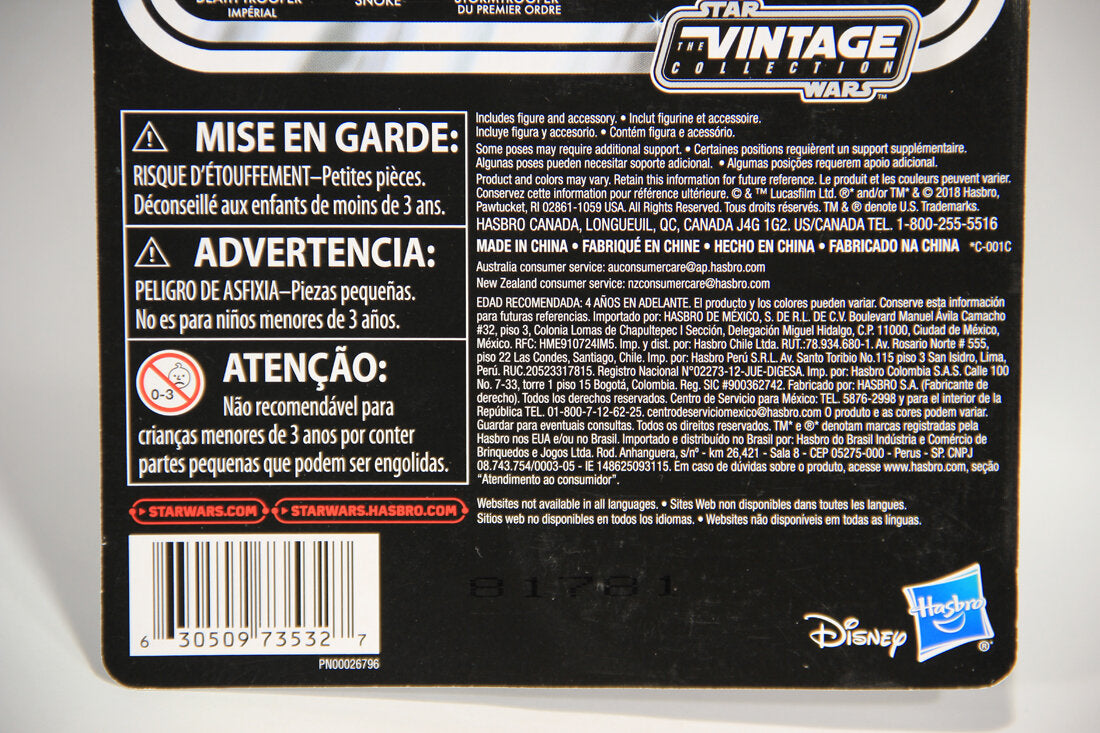 DEATH TROOPER
IMPÉRIAL
SNOKE
STORMTROOPER
DU PREMIER ORDRE
STAR
THE VINTAGE
COLLECTION
WARS™
MISE EN GARDE:
RISQUE D'ÉTOUFFEMENT–Petites pièces.
Déconseillé aux enfants de moins de 3 ans.
ADVERTENCIA:
PELIGRO DE ASFIXIA–Piezas pequeñas.
No es para niños menores de 3 años.
0-3
ATENÇÃO:
Não recomendável para
crianças menores de 3 anos por conter
partes pequenas que podem ser engolidas.
STARWARS.COM STARWARS.HASBRO.COM
6 30509 73532 7
PN00026796
Includes figure and accessory. • Inclut figurine et accessoire.
Incluye figura y accesorio. • Contém figura e acessório.
Some poses may require additional support. • Certaines positions requièrent un support supplémentaire.
Algunas poses pueden necesitar soporte adicional. • Algumas posições requerem apoio adicional.
Product and colors may vary. Retain this information for future reference. Le produit et les couleurs peuvent varier.
Conservez cette information pour référence ultérieure. © & ™ Lucasfilm Ltd. ®* and/or TM* & © 2018 Hasbro,
Pawtucket, RI 02861-1059 USA. All Rights Reserved. Tous droits réservés. TM & ® denote U.S. Trademarks.
HASBRO CANADA, LONGUEUIL, QC, CANADA J4G 1G2. US/CANADA TEL. 1-800-255-5516
MADE IN CHINA • FABRIQUÉ EN CHINE • HECHO EN CHINA • FABRICADO NA CHINA *C-001C
Australia consumer service: auconsumercare@ap.hasbro.com
New Zealand consumer service: nzconsumercare@hasbro.com
EDAD RECOMENDADA: 4 AÑOS EN ADELANTE. El producto y los colores pueden variar. Conserve esta información
para futuras referencias. Importado por: HASBRO DE MÉXICO, S. DE R.L. DE C.V. Boulevard Manuel Ávila Camacho
#32, piso 3, Colonia Lomas de Chapultepec I Sección, Delegación Miguel Hidalgo, C.P. 11000, Ciudad de México,
México. RFC: HME910724IM5. Imp. y dist. por: Hasbro Chile Ltda. RUT.:78.934.680-1. Av. Rosario Norte # 555,
piso 22 Las Condes, Santiago, Chile. Imp. por: Hasbro Perú S.R.L. Av. Santo Toribio No.115 piso 3 San Isidro, Lima,
Perú. RUC.20523317815. Registro Nacional N°02273-12-JUE-DIGESA. Imp. por: Hasbro Colombia S.A.S. Calle 100
No. 7-33, torre 1 piso 15 Bogotá, Colombia. Reg. SIC #900362742. Fabricado por: HASBRO S.A. (Fabricante de
derecho). Todos los derechos reservados. Centro de Servicio para México: TEL. 5876-2998 y para el interior de la
República TEL. 01-800-7-12-62-25. centrodeserviciomexico@hasbro.com O produto e as cores podem variar.
Guardar para eventuais consultas. Todos os direitos reservados. TM* e ®* denotam marcas registradas pela
Hasbro nos EUA e/ou no Brasil. Importado e distribuído no Brasil por: Hasbro do Brasil Indústria e Comércio de
Brinquedos e Jogos Ltda. Rod. Anhanguera, s/nº - km 26,421 - Sala 8 - CEP 05275-000 - Perus - SP. CNPJ
08.743.754/0003-05 - IE 148625093115. Em caso de dúvidas sobre o produto, acesse www.hasbro.com, seção
"Atendimento ao consumidor".
Websites not available in all languages. • Sites Web non disponibles dans toutes les langues.
Sitios web no disponibles en todos los idiomas. • Websites não disponíveis em todas as línguas.
81781
Disney
Hasbro®